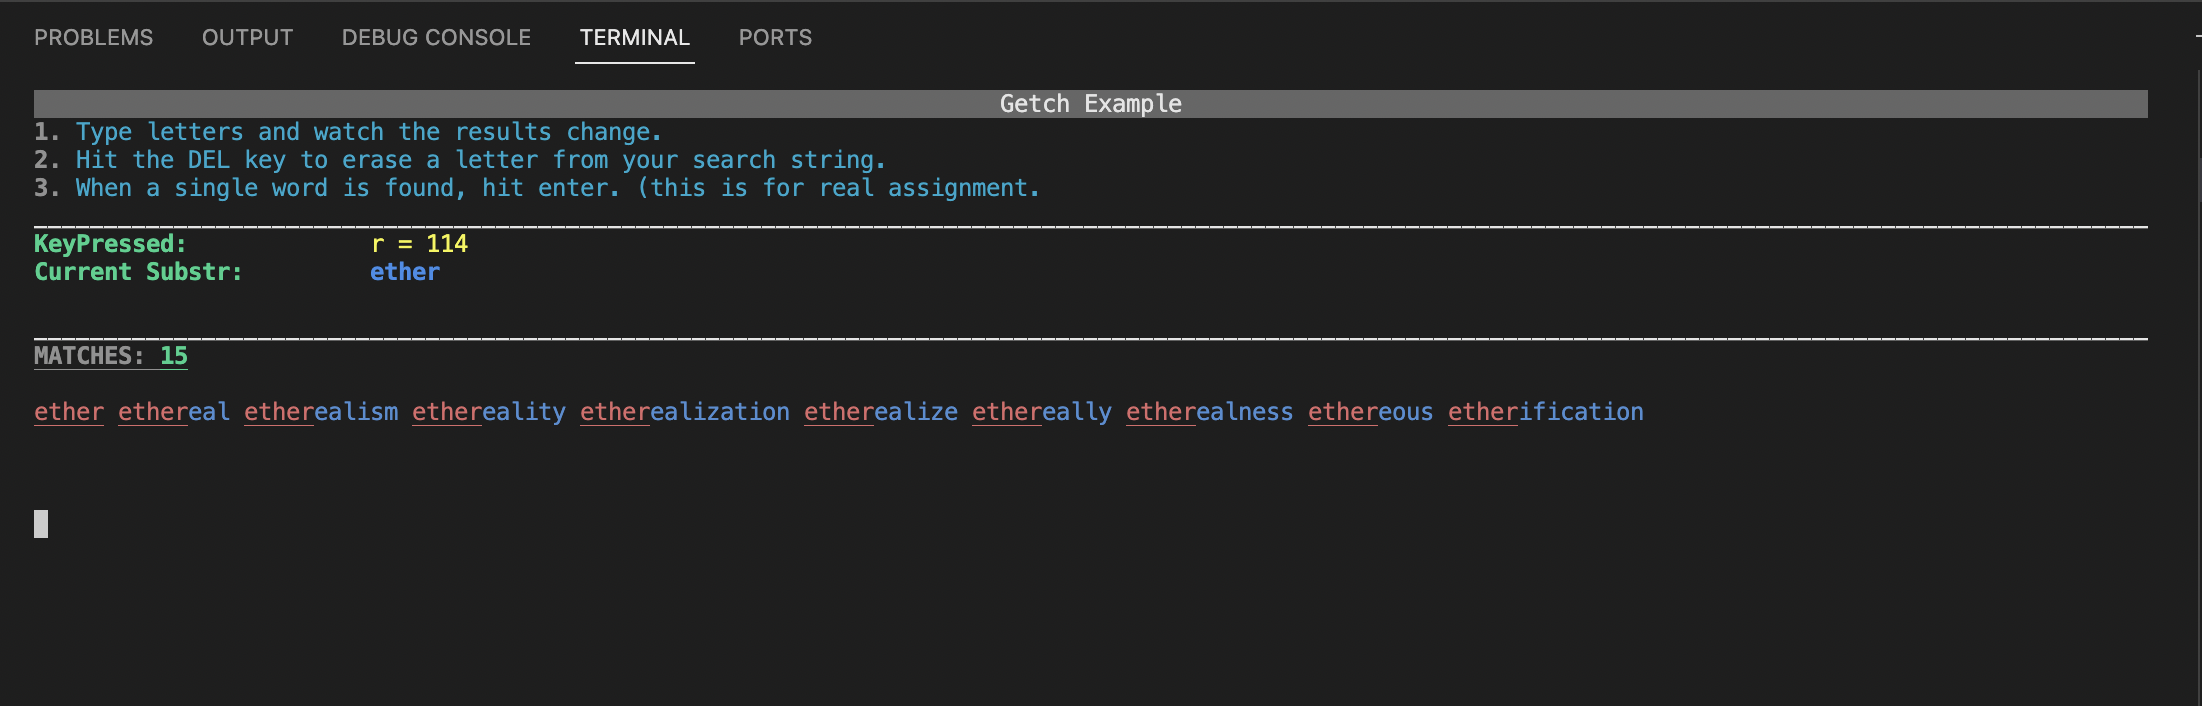 PROBLEMS OUTPUT DEBUG CONSOLE TERMINAL PORTS
Getch Example
1. Type letters and watch the results change.
2. Hit the DEL key to erase a letter from your search string.
3. When a single word is found, hit enter. (this is for real assignment.
KeyPressed: r = 114
Current Substr: ether
MATCHES: 15
ether ethereal etherealism ethereality etherealization etherealize ethereally etherealness ethereous etherification